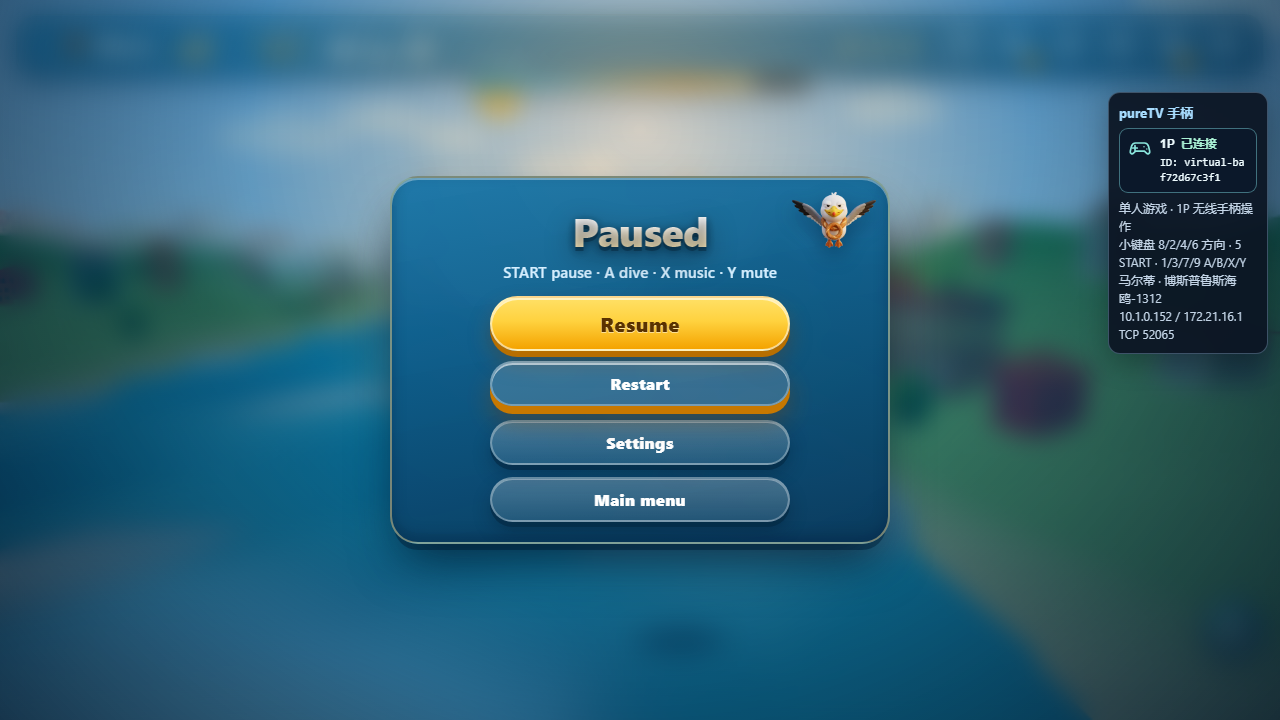 Paused
START pause · A dive · X music · Y mute
Resume
Restart
Settings
Main menu
pureTV 手柄
1P 已连接
ID: virtual-ba
f72d67c3f1
单人游戏 · 1P 无线手柄操
作
小键盘 8/2/4/6 方向 · 5
START · 1/3/7/9 A/B/X/Y
马尔蒂 · 博斯普鲁斯海
鸥-1312
10.1.0.152 / 172.21.16.1
TCP 52065